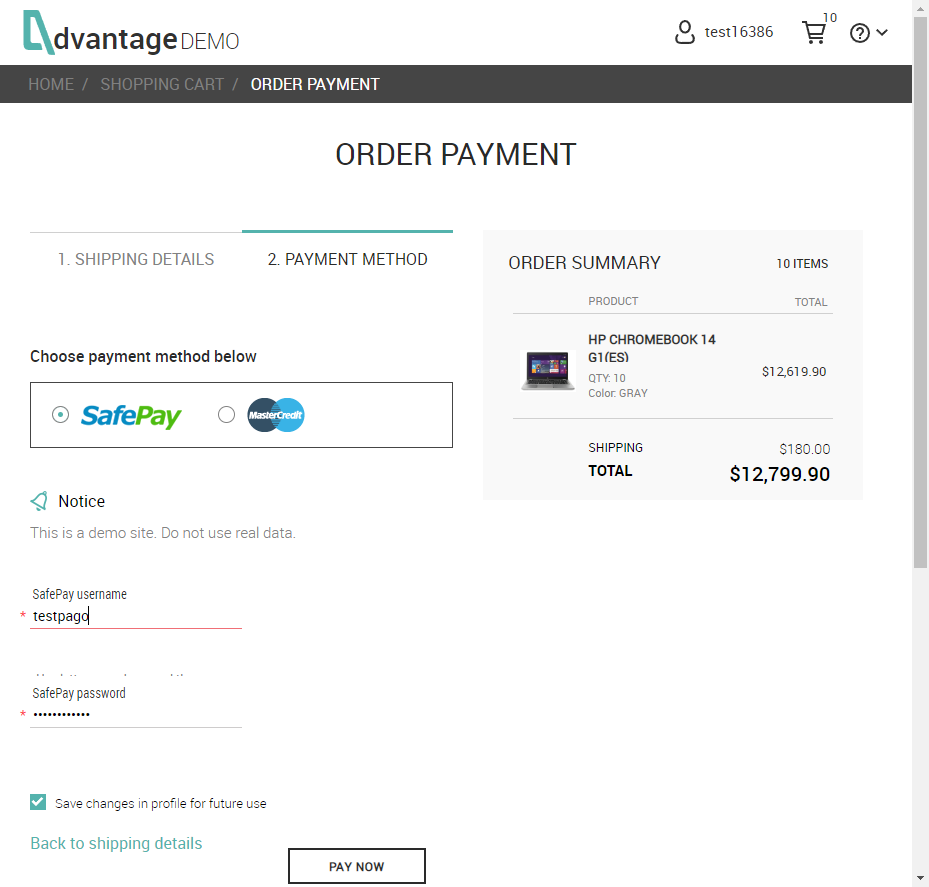 dvantage DEMO
test16386
10
HOME / SHOPPING CART / ORDER PAYMENT
ORDER PAYMENT
1. SHIPPING DETAILS
2. PAYMENT METHOD
Choose payment method below
SafePay
MasterCredit
Notice
This is a demo site. Do not use real data.
SafePay username
* testpago
SafePay password
* ••••••••••••
Save changes in profile for future use
Back to shipping details
PAY NOW
ORDER SUMMARY
10 ITEMS
PRODUCT
TOTAL
HP CHROMEBOOK 14
G1(ES)
QTY: 10
Color: GRAY
$12,619.90
SHIPPING
$180.00
TOTAL
$12,799.90